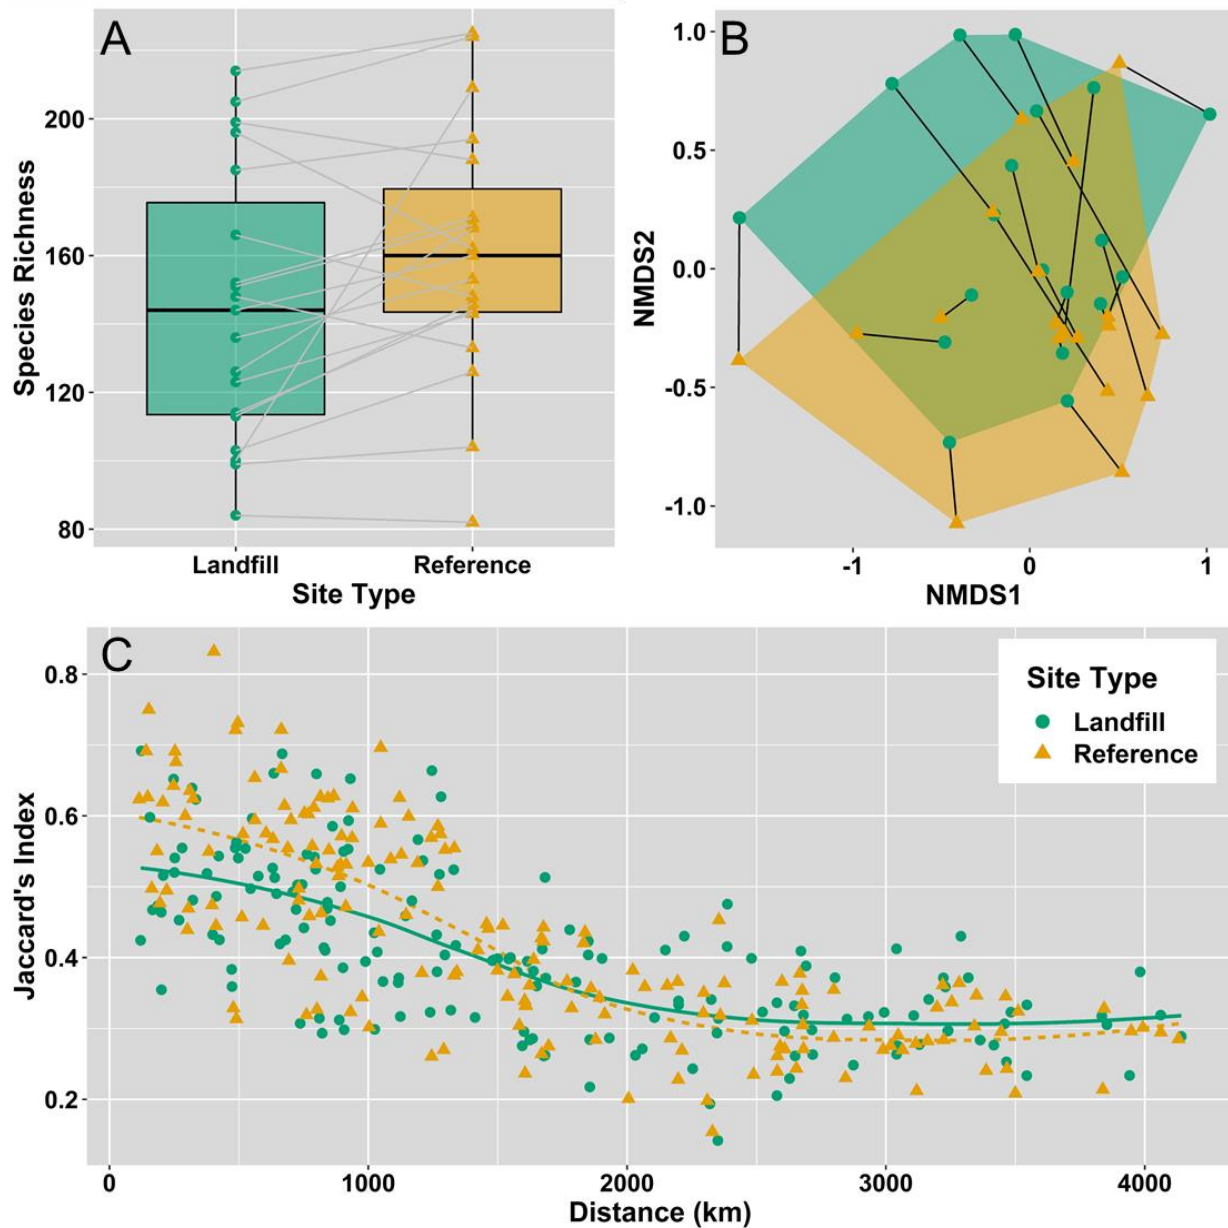 A
200
160
120
80
Species Richness
Landfill Reference
Site Type
B
1.0
0.5
0.0
-0.5
-1.0
NMDS2
-1 0 1
NMDS1
C
0.8
0.6
0.4
0.2
Jaccard's Index
Site Type
Landfill
Reference
0 1000 2000 3000 4000
Distance (km)